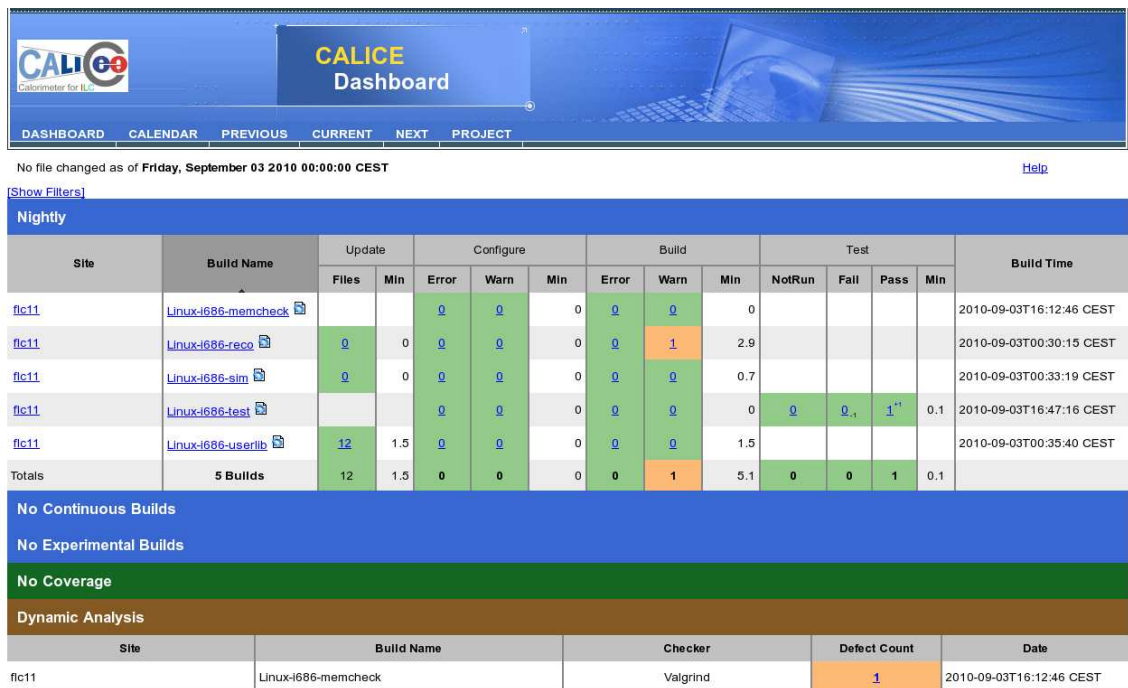 CALICE
Calorimeter for ILC
CALICE
Dashboard
DASHBOARD CALENDAR PREVIOUS CURRENT NEXT PROJECT
No file changed as of Friday, September 03 2010 00:00:00 CEST Help
[Show Filters]
Nightly
Site Build Name Update Configure Build Test Build Time
Files Min Error Warn Min Error Warn Min NotRun Fail Pass Min
flc11 Linux-i686-memcheck 0 0 0 0 0 0 2010-09-03T16:12:46 CEST
flc11 Linux-i686-reco 0 0 0 0 0 0 1 2.9 2010-09-03T00:30:15 CEST
flc11 Linux-i686-sim 0 0 0 0 0 0 0 0.7 2010-09-03T00:33:19 CEST
flc11 Linux-i686-test 0 0 0 0 0 0 0 0 -1 1 +1 0.1 2010-09-03T16:47:16 CEST
flc11 Linux-i686-userlib 12 1.5 0 0 0 0 0 1.5 2010-09-03T00:35:40 CEST
Totals 5 Builds 12 1.5 0 0 0 0 1 5.1 0 0 1 0.1
No Continuous Builds
No Experimental Builds
No Coverage
Dynamic Analysis
Site Build Name Checker Defect Count Date
flc11 Linux-i686-memcheck Valgrind 1 2010-09-03T16:12:46 CEST